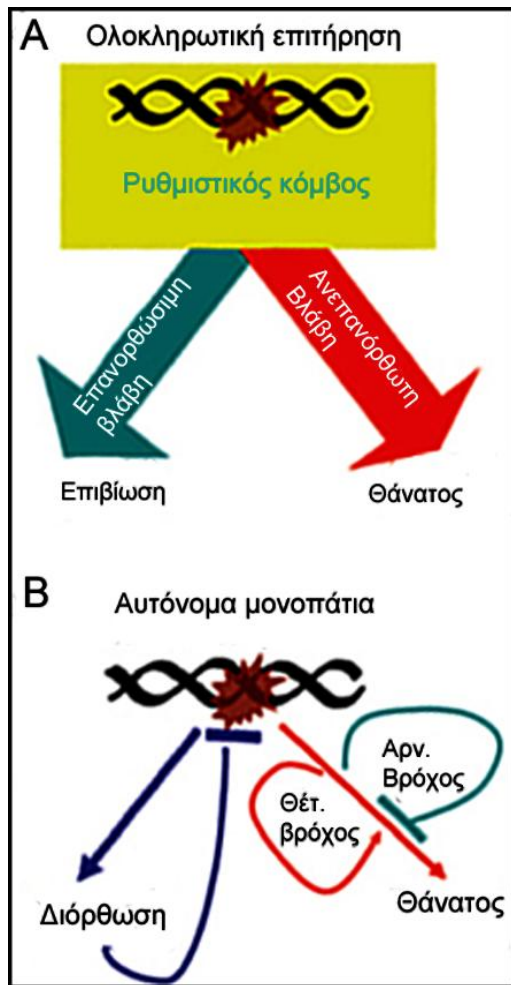 A
Ολοκληρωτική επιτήρηση
Ρυθμιστικός κόμβος
Επανορθώσιμη
βλάβη
Ανεπανόρθωτη
Βλάβη
Επιβίωση
Θάνατος
B
Αυτόνομα μονοπάτια
Αρν.
Βρόχος
Θέτ.
βρόχος
Διόρθωση
Θάνατος